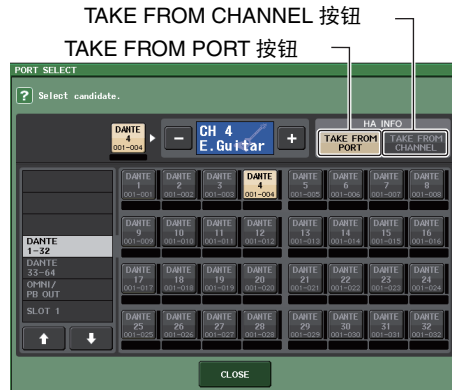 TAKE FROM CHANNEL 按钮
TAKE FROM PORT 按钮
PORT SELECT
? Select candidate.
HA INFO
DANTE 4 001-004 − CH 4 E.Guitar + TAKE FROM PORT TAKE FROM CHANNEL
DANTE 1 001-001 DANTE 2 001-002 DANTE 3 001-003 DANTE 4 001-004 DANTE 5 001-005 DANTE 6 001-006 DANTE 7 001-007 DANTE 8 001-008
DANTE 9 001-009 DANTE 10 001-010 DANTE 11 001-011 DANTE 12 001-012 DANTE 13 001-013 DANTE 14 001-014 DANTE 15 001-015 DANTE 16 001-016
DANTE 17 001-017 DANTE 18 001-018 DANTE 19 001-019 DANTE 20 001-020 DANTE 21 001-021 DANTE 22 001-022 DANTE 23 001-023 DANTE 24 001-024
DANTE 25 001-025 DANTE 26 001-026 DANTE 27 001-027 DANTE 28 001-028 DANTE 29 001-029 DANTE 30 001-030 DANTE 31 001-031 DANTE 32 001-032
DANTE
1-32
DANTE
33-64
OMNI/
PB OUT
SLOT 1
CLOSE